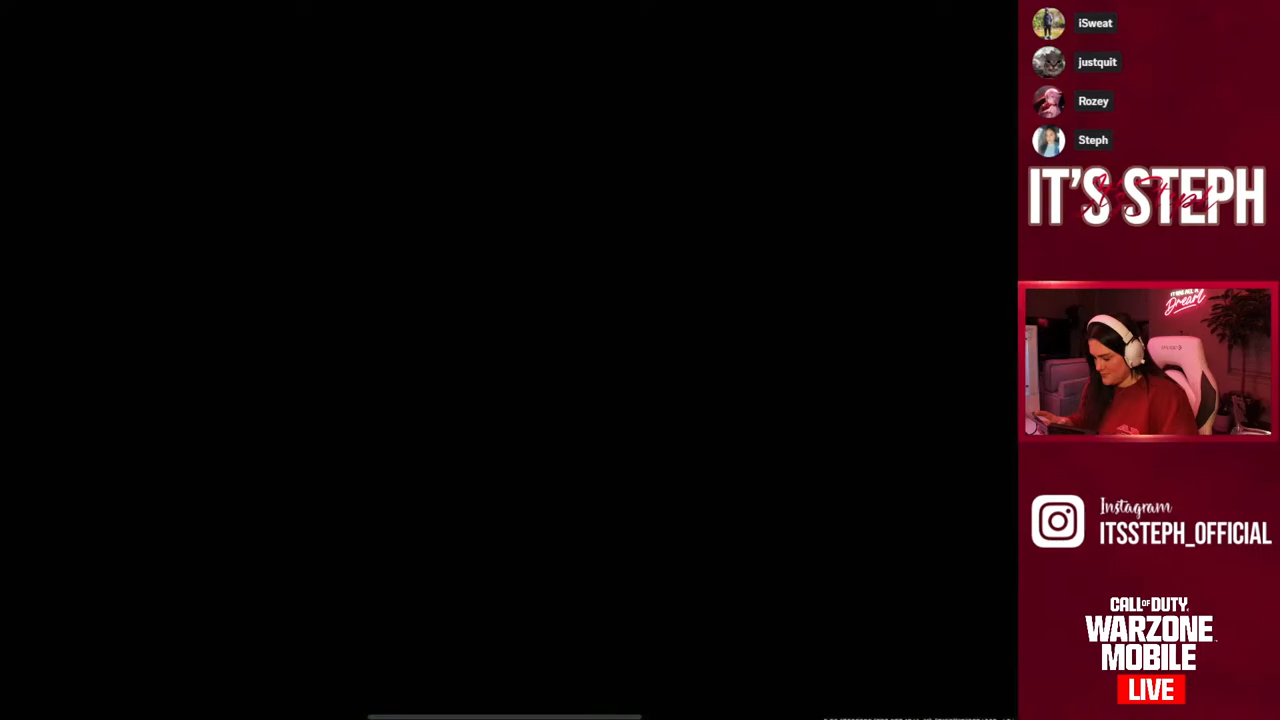 iSweat
justquit
Rozey
Steph
IT'S STEPH
Instagram
ITSSTEPH_OFFICIAL
CALL OF DUTY
WARZONE
MOBILE
LIVE